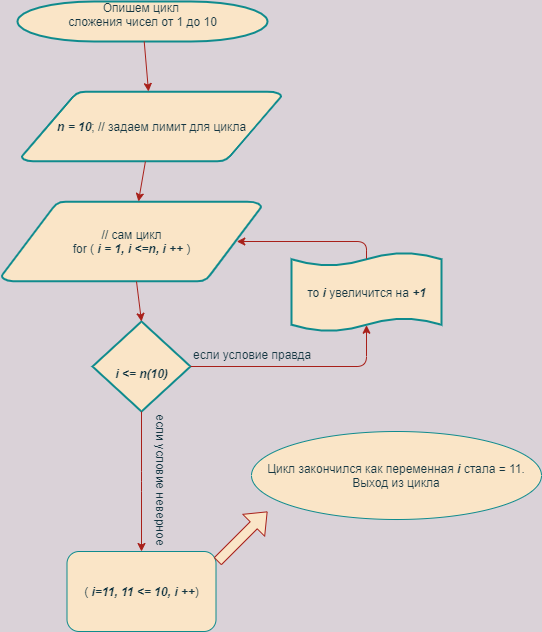 Опишем цикл
сложения чисел от 1 до 10
n = 10; // задаем лимит для цикла
// сам цикл
for ( i = 1, i <=n, i ++ )
то i увеличится на +1
если условие правда
i <= n(10)
если условие неверное
Цикл закончился как переменная i стала = 11.
Выход из цикла
( i=11, 11 <= 10, i ++)